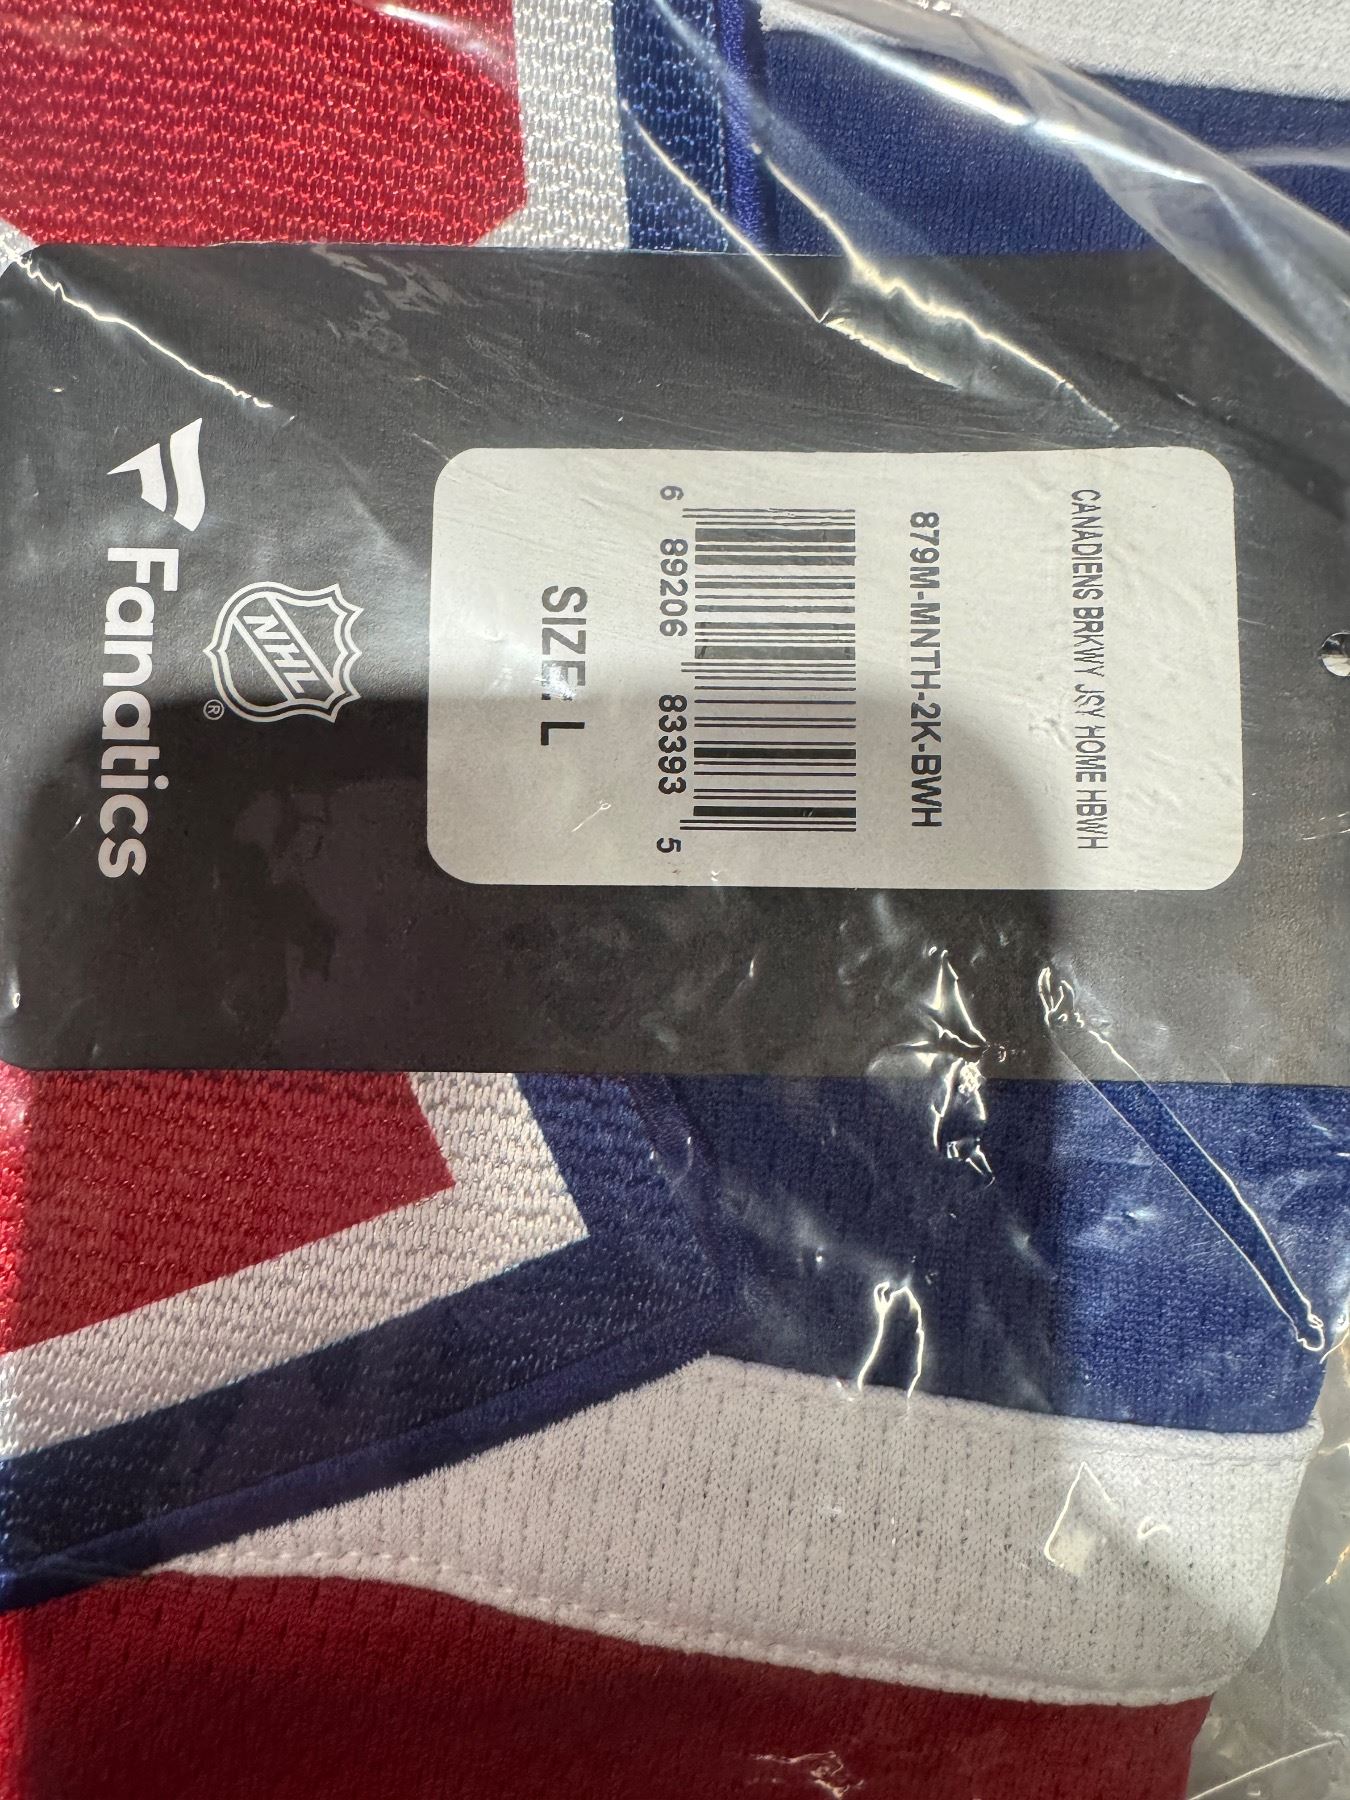 CANADIENS BRKWY JSY HOME HBWH
879M-MNTH-2K-BWH
6 89206 83393 5
SIZE: L
NHL®
Fanatics